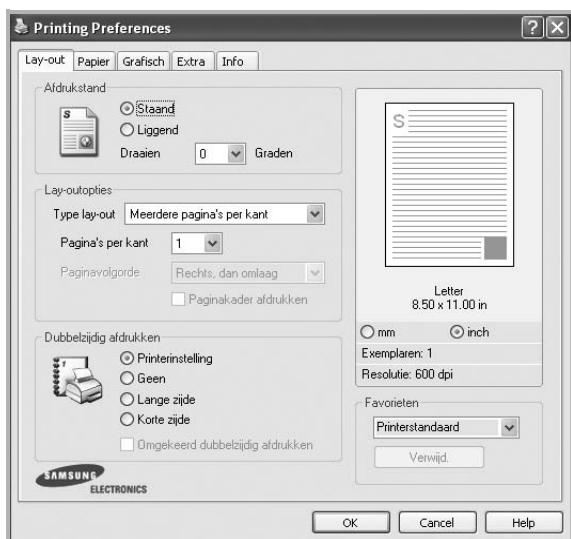 Printing Preferences
Lay-out Papier Grafisch Extra Info
Afdrukstand
S
Staand
Liggend
Draaien 0 Graden
Lay-outopties
Type lay-out Meerdere pagina's per kant
Pagina's per kant 1
Paginavolgorde Rechts, dan omlaag
Paginakader afdrukken
Dubbelzijdig afdrukken
Printerinstelling
Geen
Lange zijde
Korte zijde
Omgekeerd dubbelzijdig afdrukken
SAMSUNG
ELECTRONICS
S
Letter
8.50 x 11.00 in
mm inch
Exemplaren: 1
Resolutie: 600 dpi
Favorieten
Printerstandaard
Verwijd.
OK Cancel Help